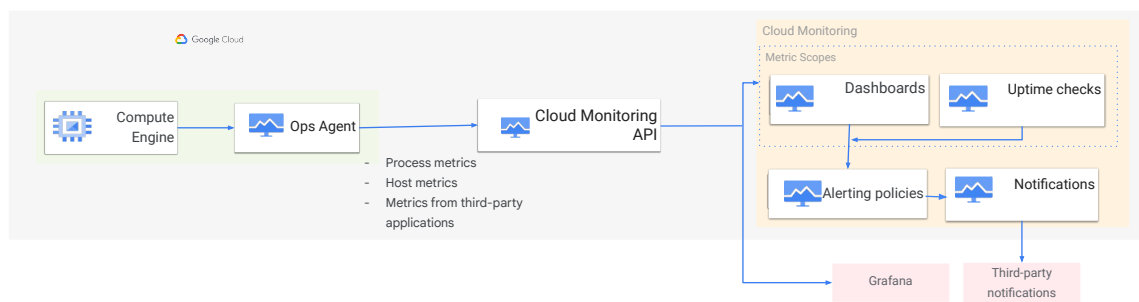 Google Cloud
Cloud Monitoring
Metric Scopes
Compute
Engine
Ops Agent
Cloud Monitoring
API
Dashboards
Uptime checks
- Process metrics
- Host metrics
- Metrics from third-party
applications
Alerting policies
Notifications
Grafana
Third-party
notifications